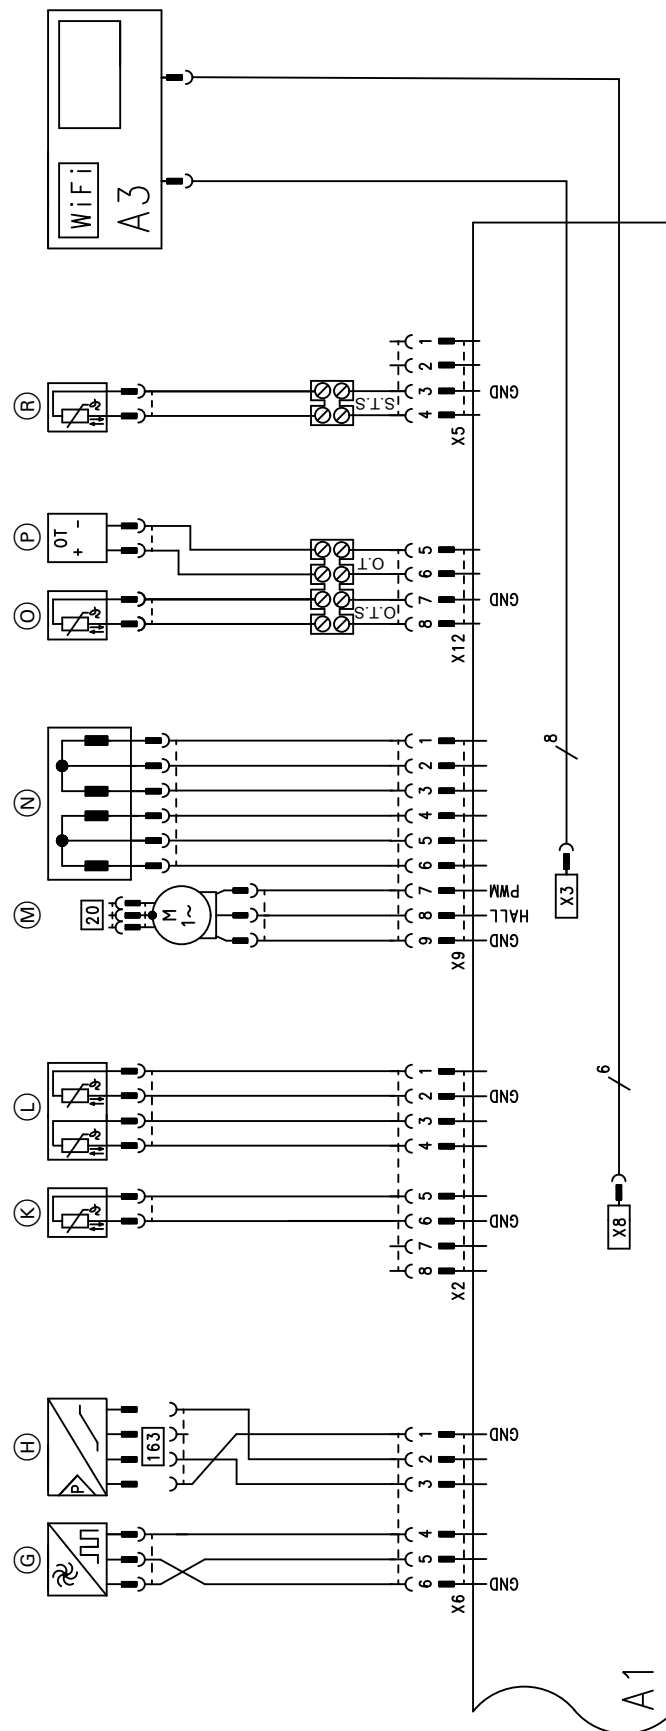 WiFi
A3
R
S.T.S
1
2
3
4
GND
X5
P
OT
+ -
O
O.T
O.T.S
5
6
7
8
GND
X12
N
1
2
3
4
5
6
7
8
9
PWM
HALL
GND
X9
M
20
M
1~
8
X3
L
K
1
2
3
4
5
6
7
8
GND
GND
X2
6
X8
H
P
163
G
1
2
3
4
5
6
GND
GND
X6
A1